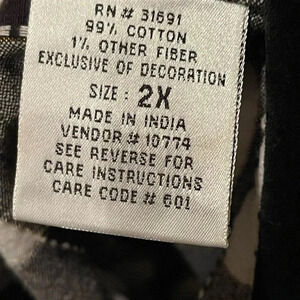 RN # 31691
99% COTTON
1% OTHER FIBER
EXCLUSIVE OF DECORATION
SIZE : 2X
MADE IN INDIA
VENDOR # 10774
SEE REVERSE FOR
CARE INSTRUCTIONS
CARE CODE # 601